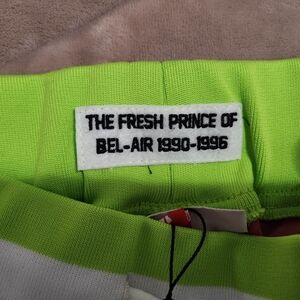 THE FRESH PRINCE OF
BEL-AIR 1990-1996